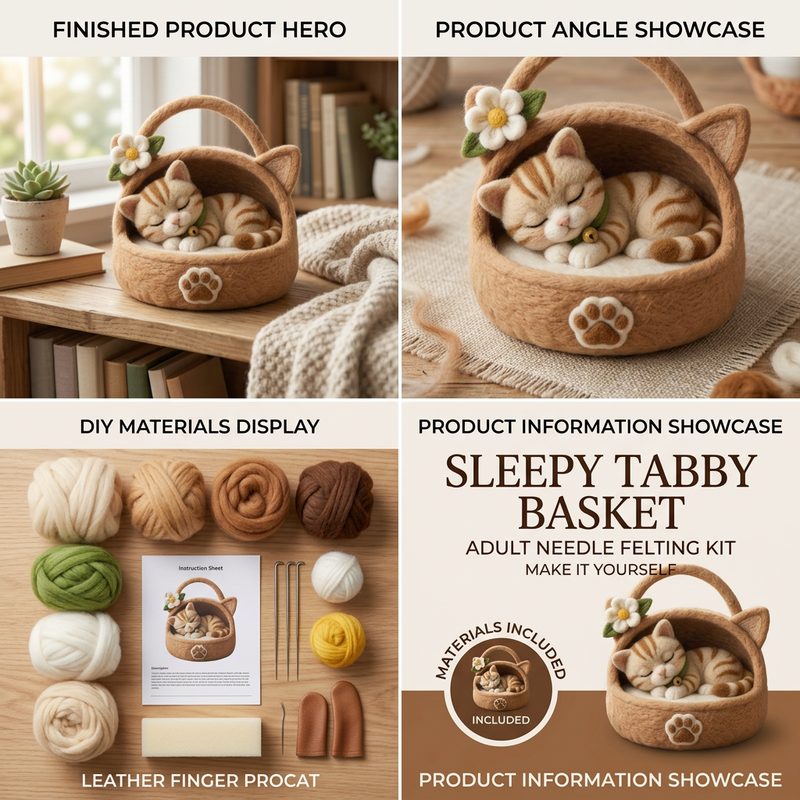 FINISHED PRODUCT HERO
PRODUCT ANGLE SHOWCASE
DIY MATERIALS DISPLAY
Instruction Sheet
LEATHER FINGER PROCAT
PRODUCT INFORMATION SHOWCASE
SLEEPY TABBY
BASKET
ADULT NEEDLE FELTING KIT
MAKE IT YOURSELF
MATERIALS INCLUDED
INCLUDED
PRODUCT INFORMATION SHOWCASE